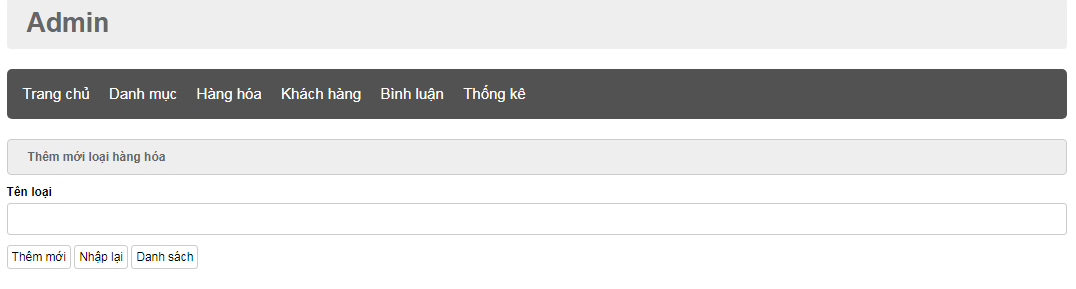 Admin
Trang chủ Danh mục Hàng hóa Khách hàng Bình luận Thống kê
Thêm mới loại hàng hóa
Tên loại
Thêm mới Nhập lại Danh sách